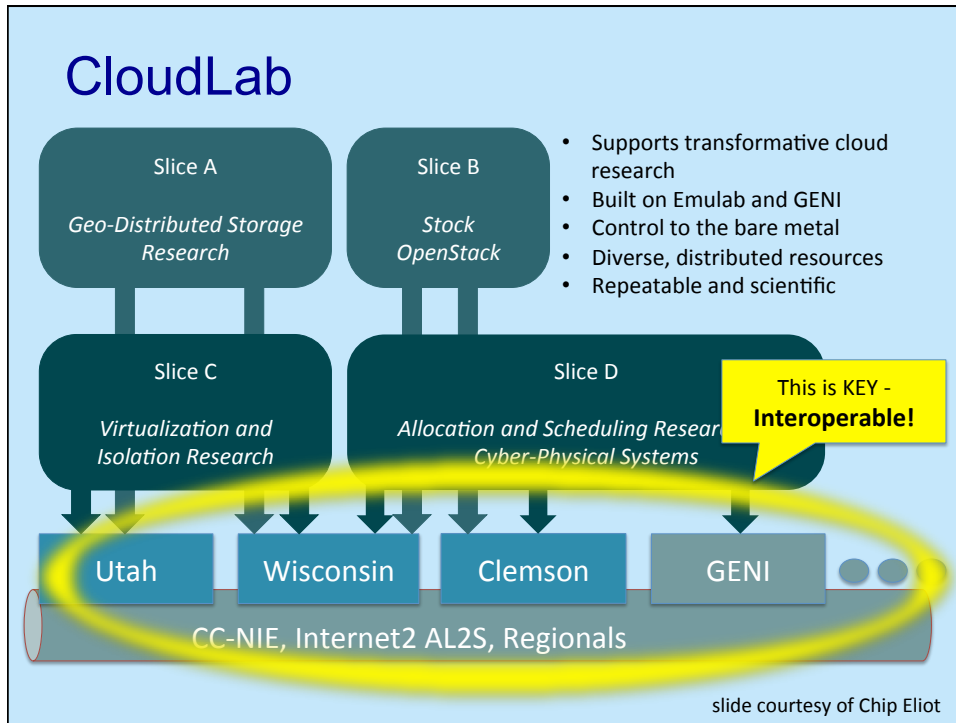 CloudLab
Slice A
Geo-Distributed Storage
Research
Slice B
Stock
OpenStack
• Supports transformative cloud
research
• Built on Emulab and GENI
• Control to the bare metal
• Diverse, distributed resources
• Repeatable and scientific
Slice C
Virtualization and
Isolation Research
Slice D
Allocation and Scheduling
Cyber-Physical Systems
This is KEY -
Interoperable!
Utah
Wisconsin
Clemson
GENI
CC-NIE, Internet2 AL2S, Regionals
slide courtesy of Chip Eliot